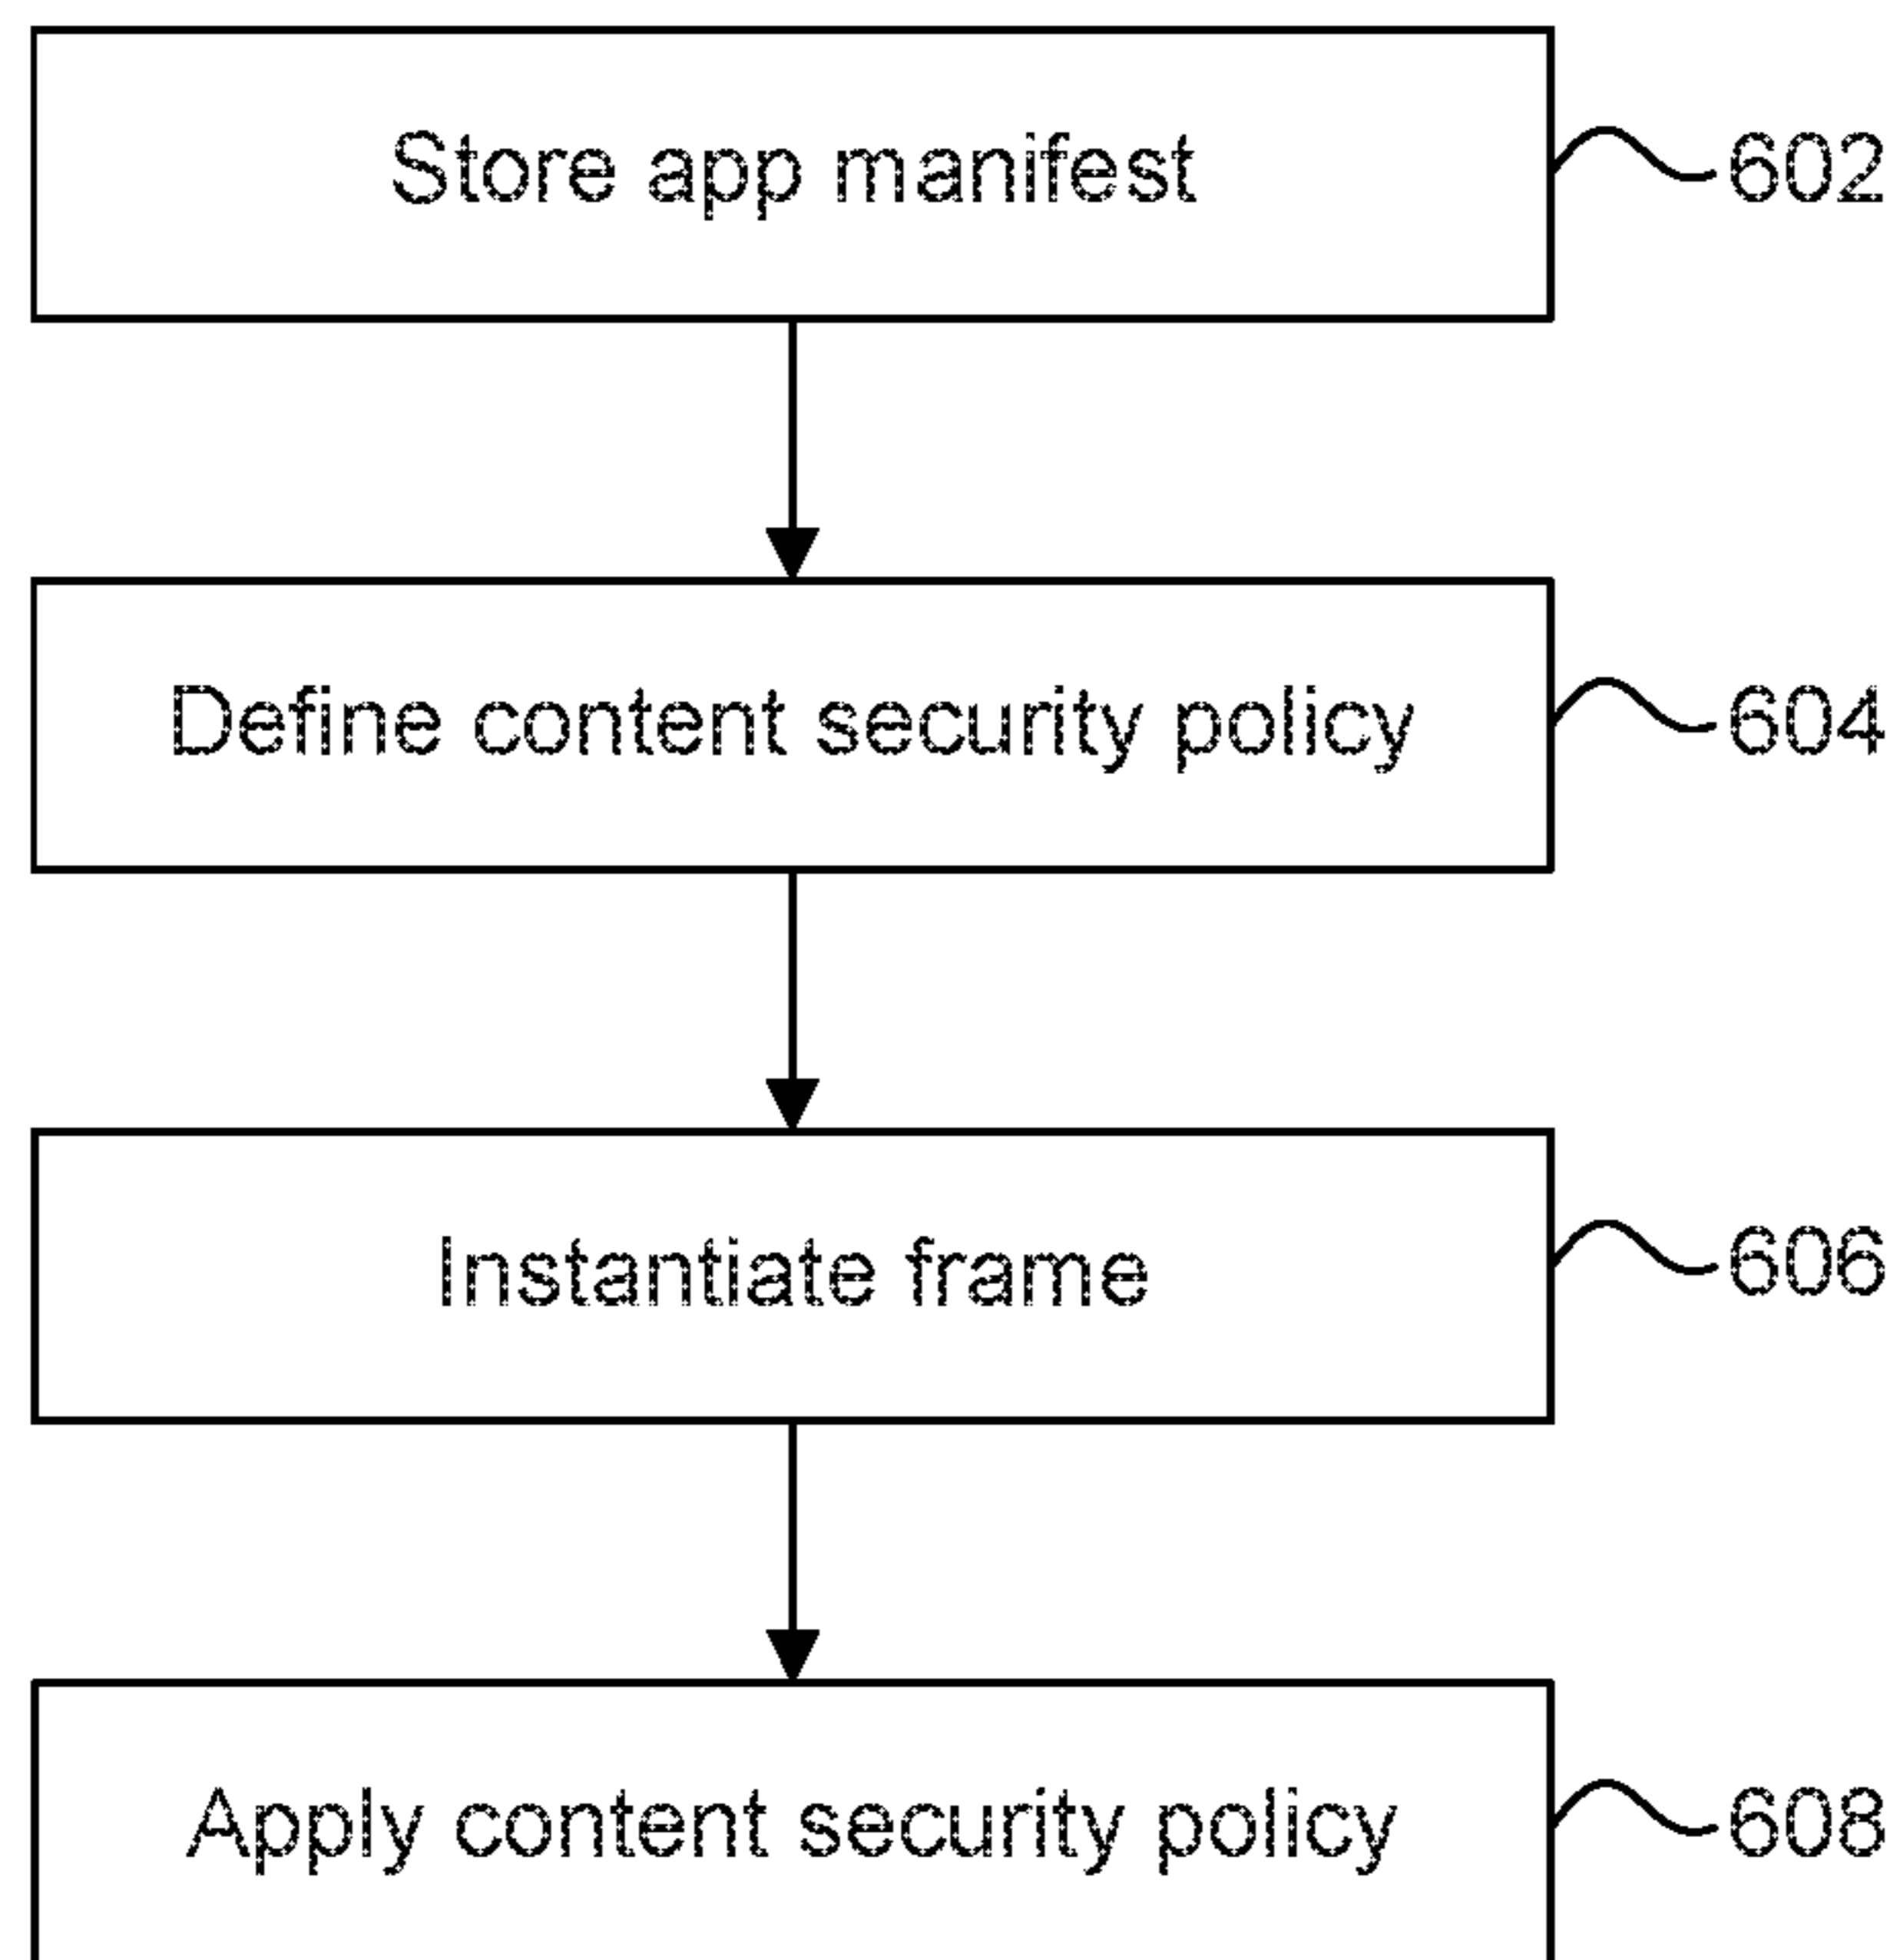 Store app manifest
602
Define content security policy
604
Instantiate frame
606
Apply content security policy
608